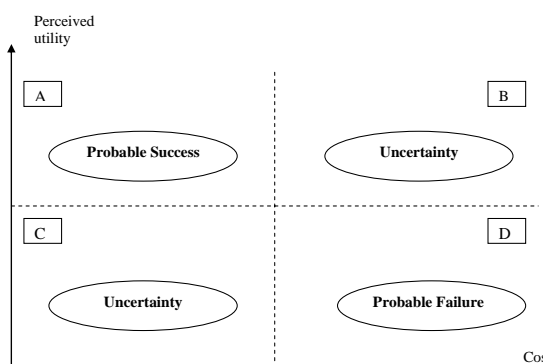 Perceived
utility
A
B
Probable Success
Uncertainty
C
D
Uncertainty
Probable Failure